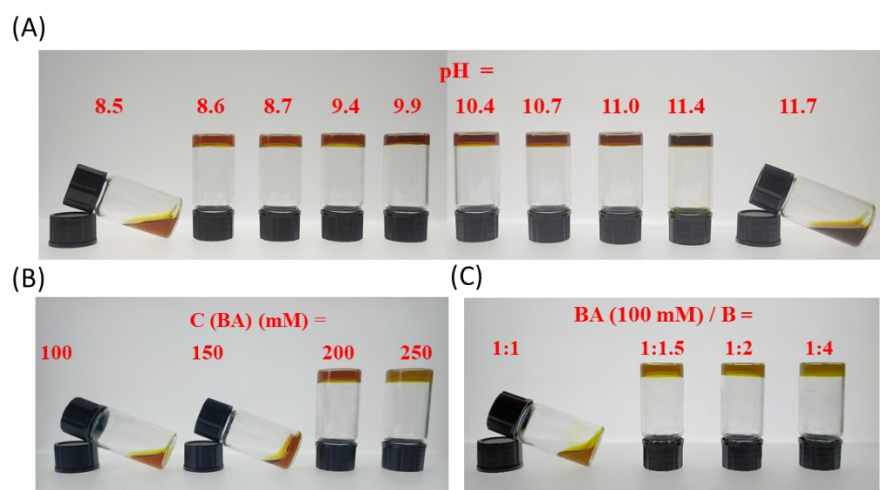 (A)
pH =
8.5 8.6 8.7 9.4 9.9 10.4 10.7 11.0 11.4 11.7
(B)
C (BA) (mM) =
100 150 200 250
(C)
BA (100 mM) / B =
1:1 1:1.5 1:2 1:4